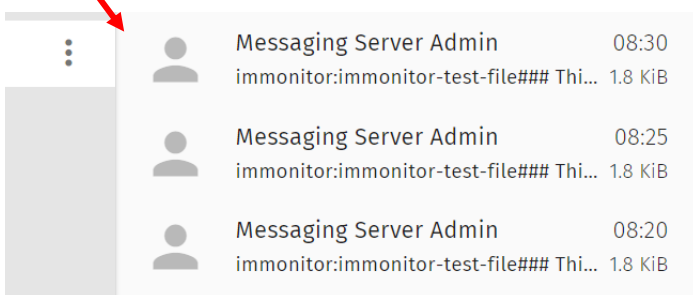 Messaging Server Admin 08:30
immonitor:immonitor-test-file### Thi... 1.8 KiB
Messaging Server Admin 08:25
immonitor:immonitor-test-file### Thi... 1.8 KiB
Messaging Server Admin 08:20
immonitor:immonitor-test-file### Thi... 1.8 KiB